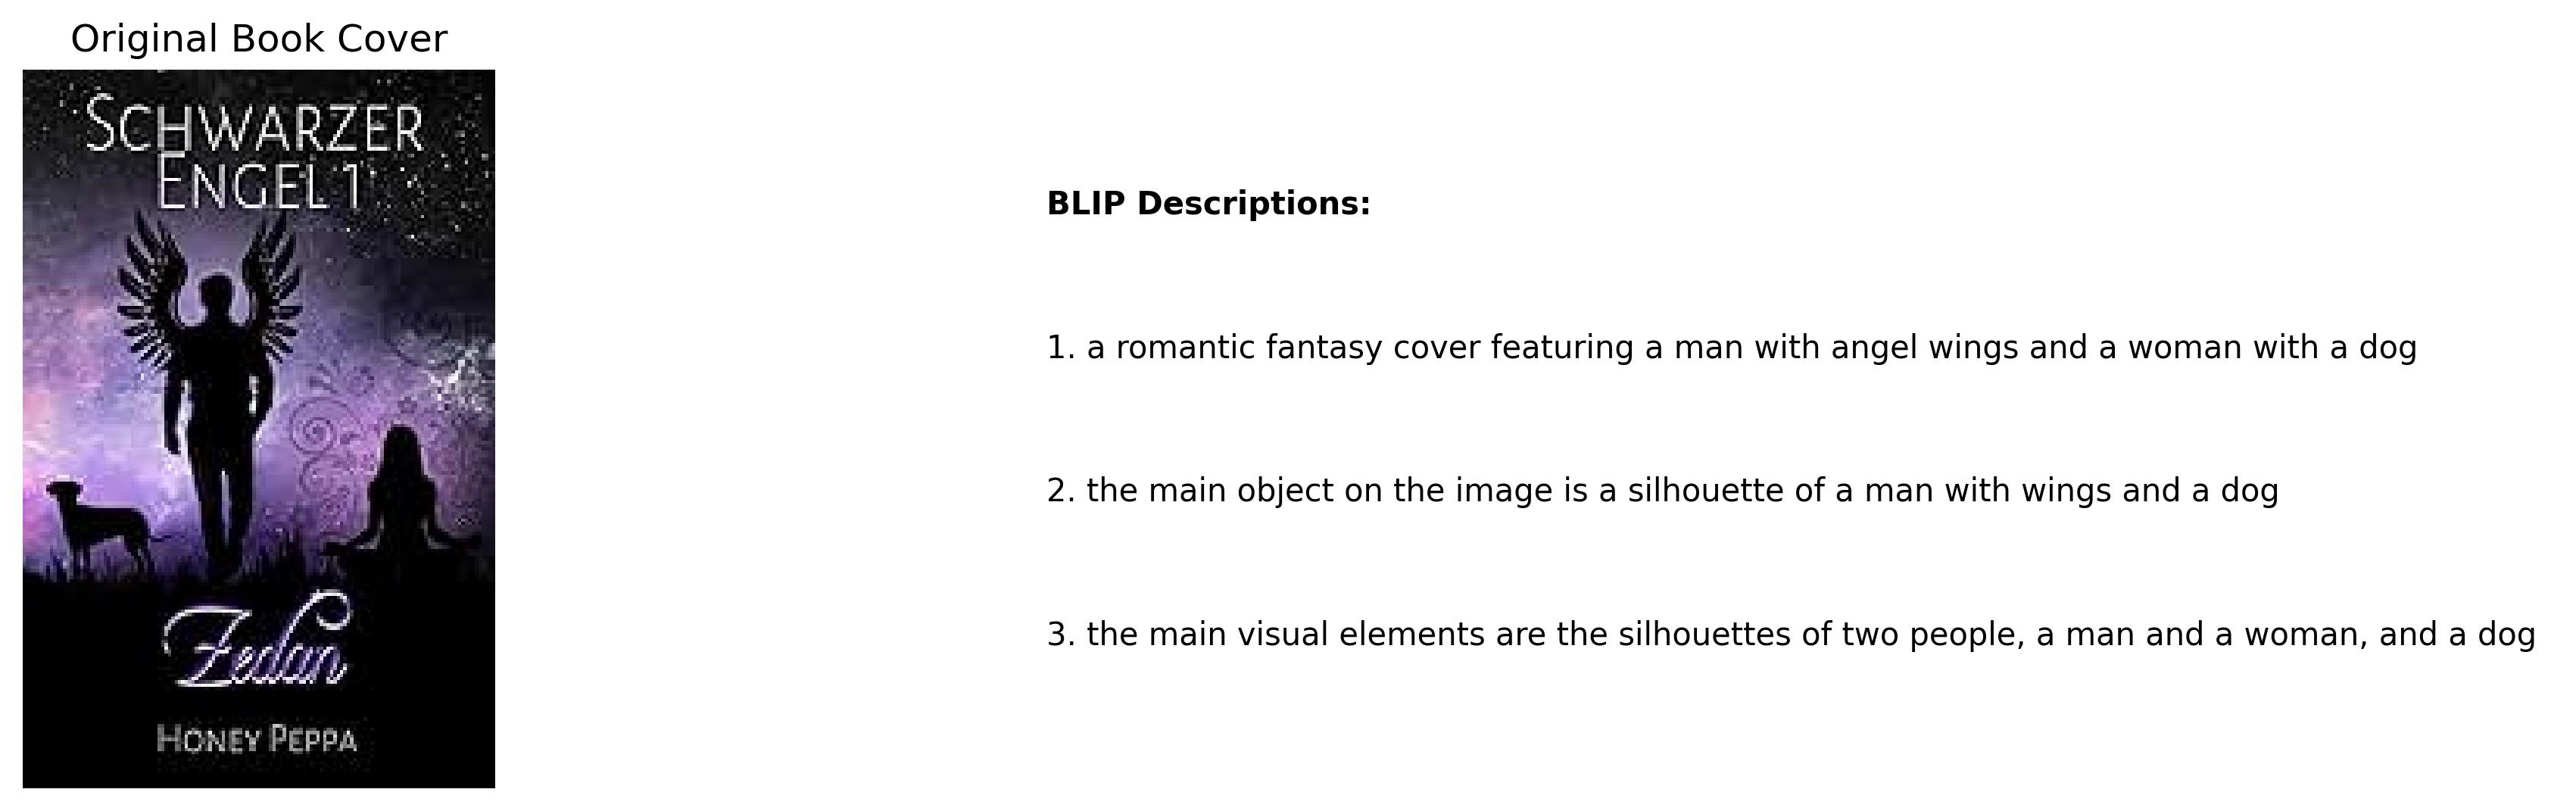 Original Book Cover
SCHWARZER
ENGEL 1
Zedan
HONEY PEPPA
BLIP Descriptions:
1. a romantic fantasy cover featuring a man with angel wings and a woman with a dog
2. the main object on the image is a silhouette of a man with wings and a dog
3. the main visual elements are the silhouettes of two people, a man and a woman, and a dog